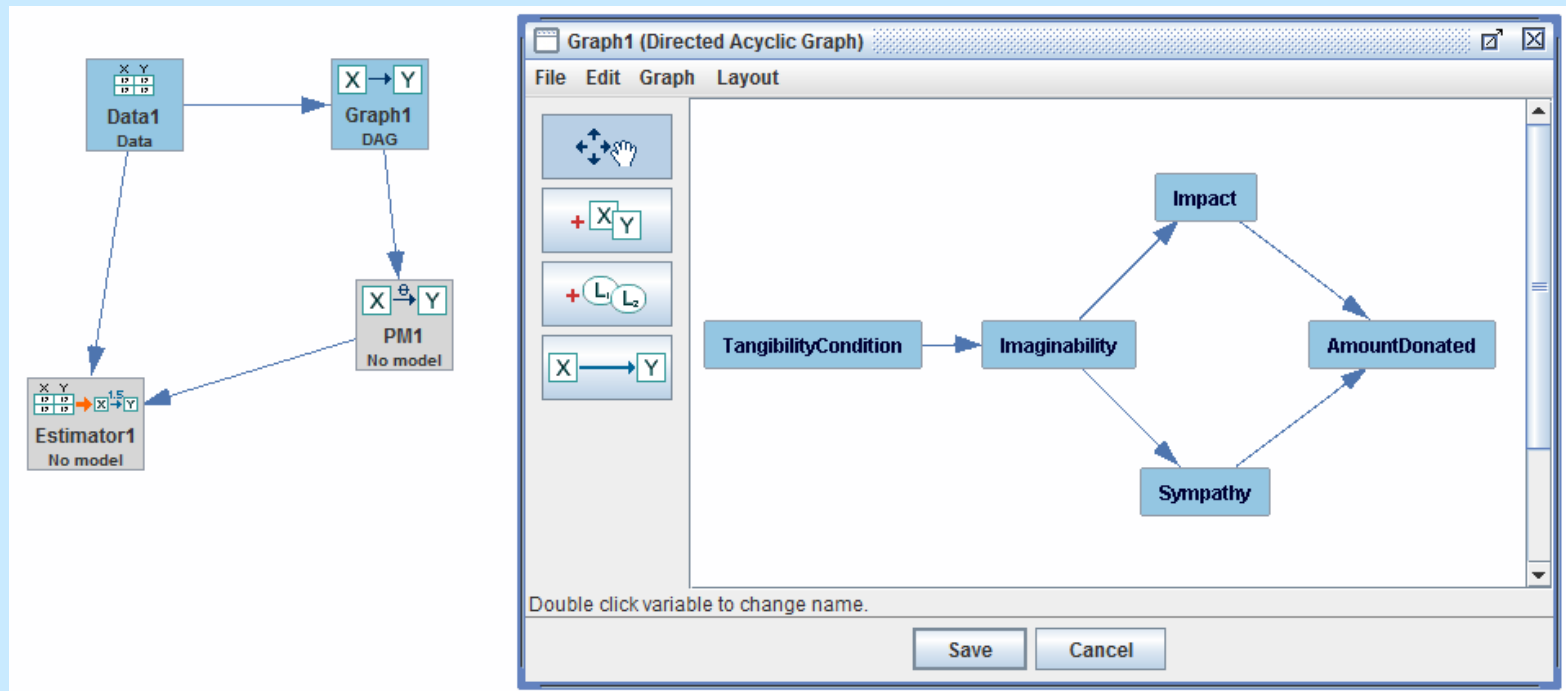 X Y
Data1
Data
X Y
Graph1
DAG
X θ Y
PM1
No model
X Y
1.5
X Y
Estimator1
No model
Graph1 (Directed Acyclic Graph)
File Edit Graph Layout
+ X Y
+ L1 L2
X Y
Impact
TangibilityCondition
Imaginability
AmountDonated
Sympathy
Double click variable to change name.
Save Cancel